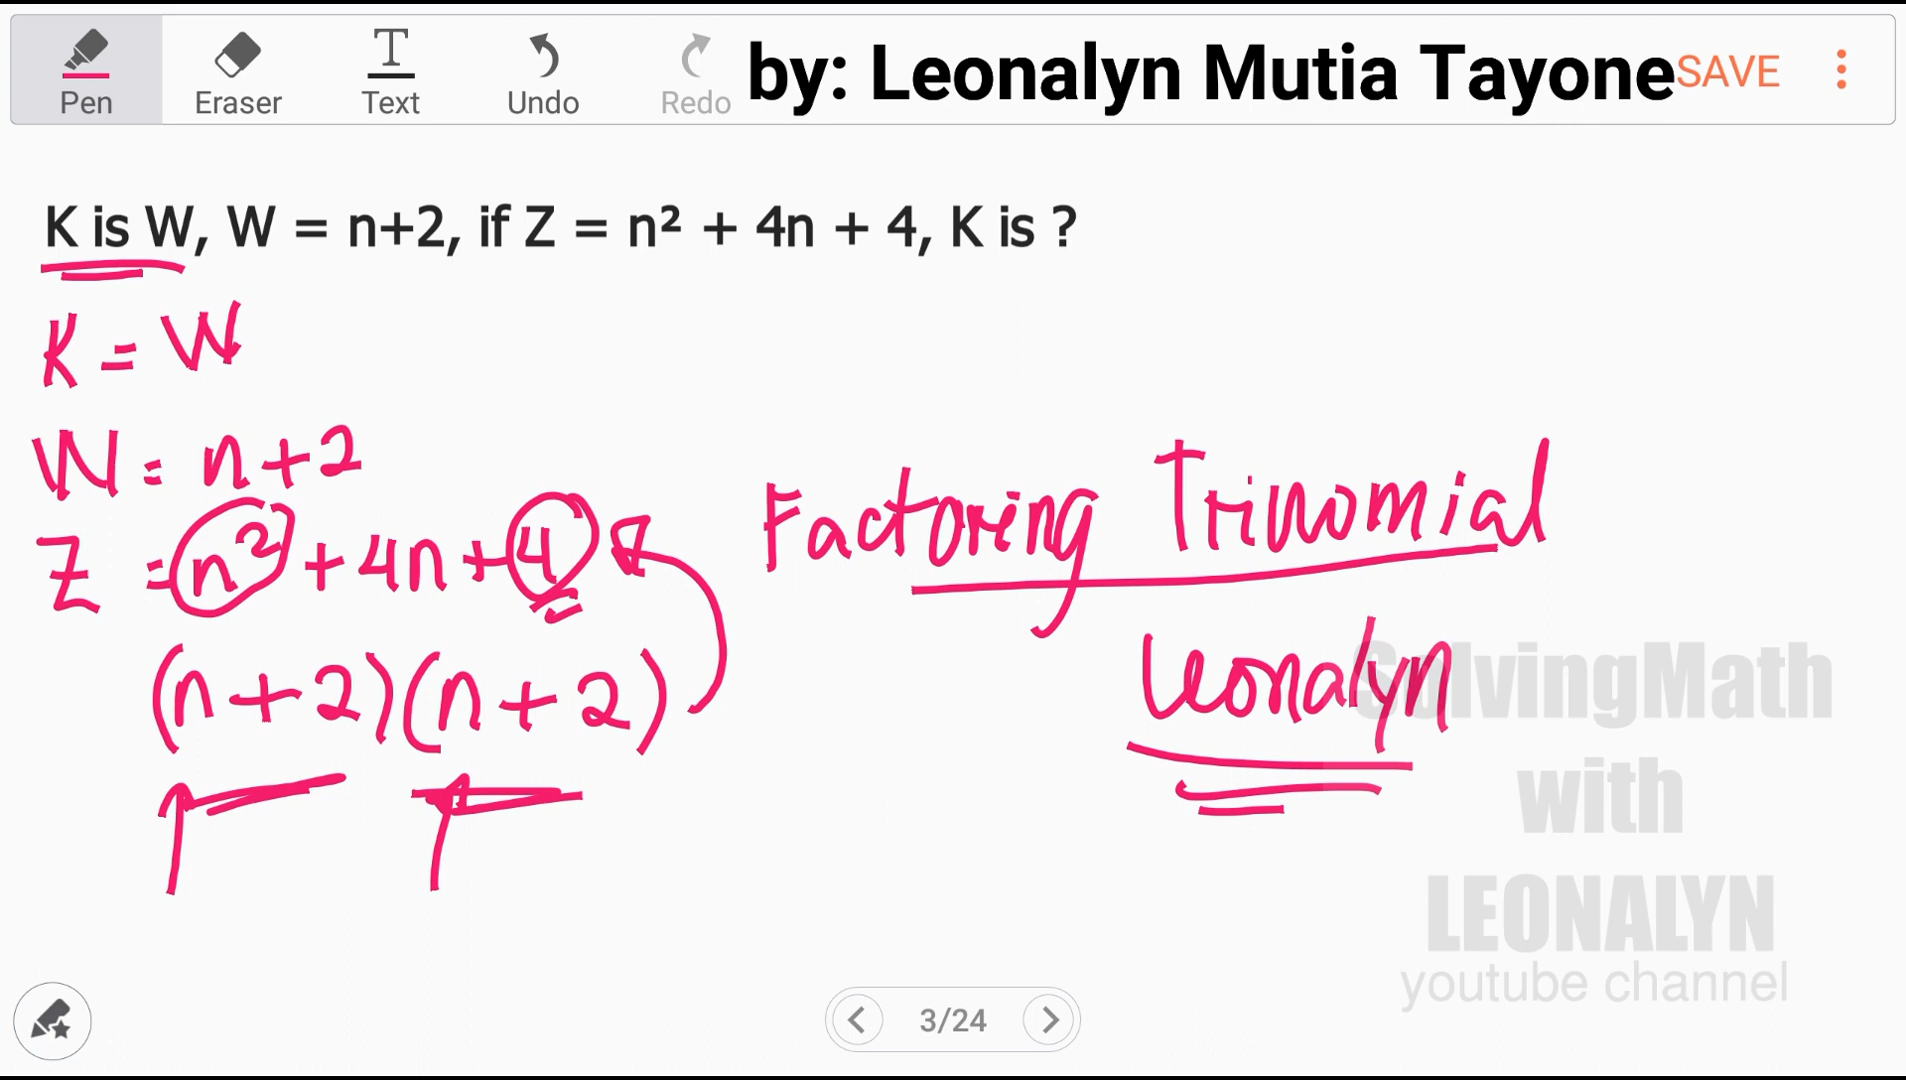 Pen Eraser Text Undo Redo by: Leonalyn Mutia Tayone SAVE
K is W, W = n+2, if Z = n² + 4n + 4, K is ?
K = W
W = n+2
Z = n² + 4n + 4
(n+2)(n+2)
Factoring Trinomial
Leonalyn
SolvingMath
with
LEONALYN
youtube channel
3/24